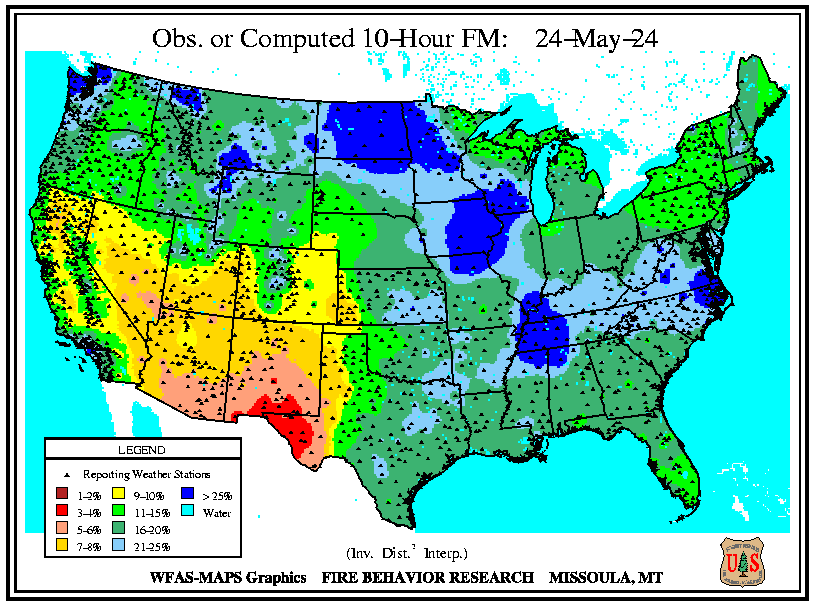 Obs. or Computed 10-Hour FM: 24-May-24
LEGEND
Reporting Weather Stations
1-2% 9-10% > 25%
3-4% 11-15% Water
5-6% 16-20%
7-8% 21-25%
(Inv. Dist.² Interp.)
WFAS-MAPS Graphics FIRE BEHAVIOR RESEARCH MISSOULA, MT
U S